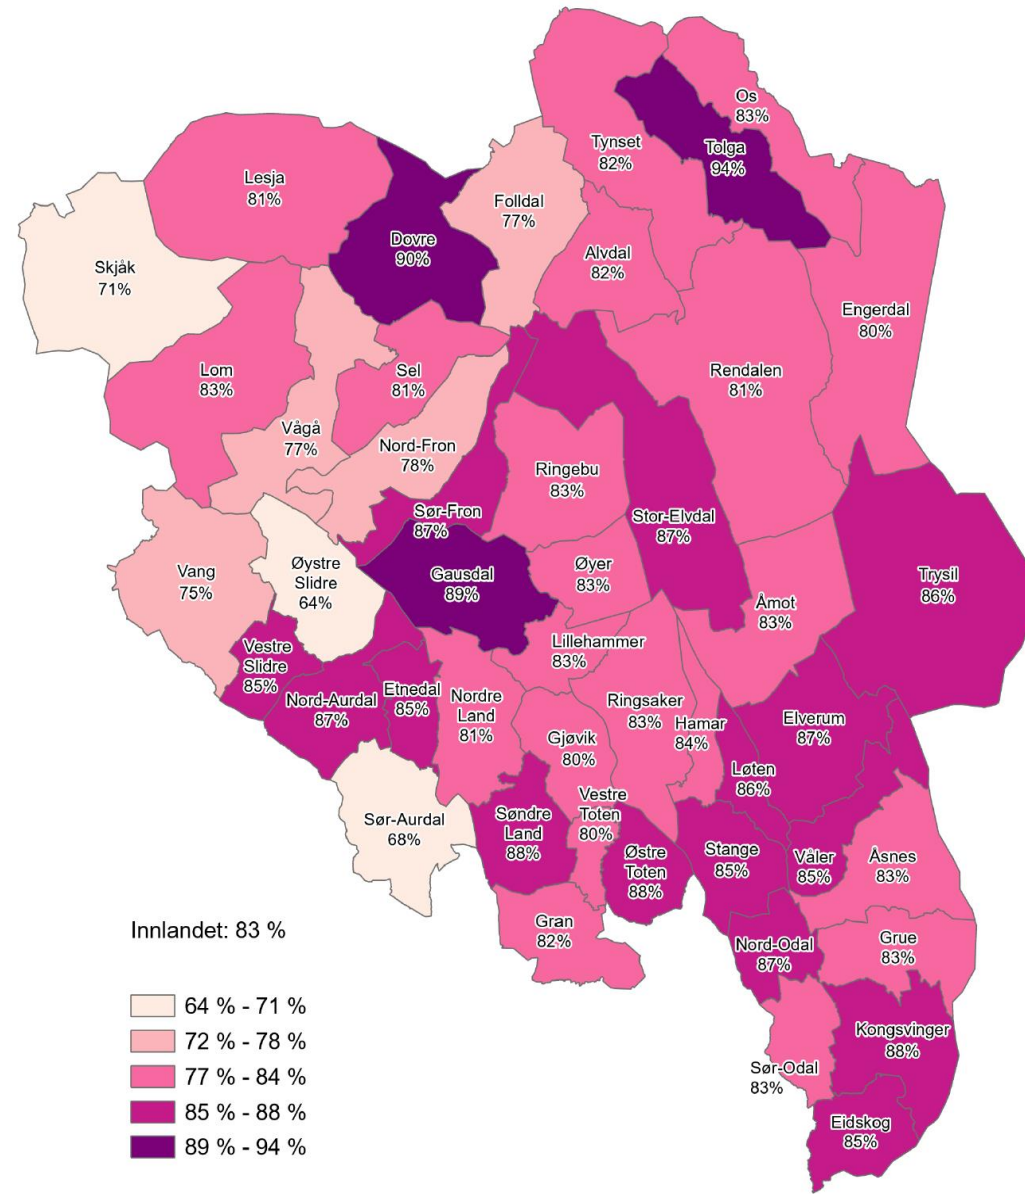 Os
83%
Tynset
82%
Tolga
94%
Lesja
81%
Folldal
77%
Dovre
90%
Alvdal
82%
Skjåk
71%
Engerdal
80%
Lom
83%
Sel
81%
Rendalen
81%
Vågå
77%
Nord-Fron
78%
Ringebu
83%
Sør-Fron
87%
Stor-Elvdal
87%
Vang
75%
Øystre
Slidre
64%
Gausdal
89%
Øyer
83%
Trysil
86%
Åmot
83%
Vestre
Slidre
85%
Lillehammer
83%
Nord-Aurdal
87%
Etnedal
85%
Nordre
Land
81%
Ringsaker
83%
Hamar
84%
Elverum
87%
Gjøvik
80%
Løten
86%
Vestre
Toten
80%
Sør-Aurdal
68%
Søndre
Land
88%
Østre
Toten
88%
Stange
85%
Våler
85%
Åsnes
83%
Gran
82%
Nord-Odal
87%
Grue
83%
Kongsvinger
88%
Sør-Odal
83%
Eidskog
85%
Innlandet: 83 %
64 % - 71 %
72 % - 78 %
77 % - 84 %
85 % - 88 %
89 % - 94 %